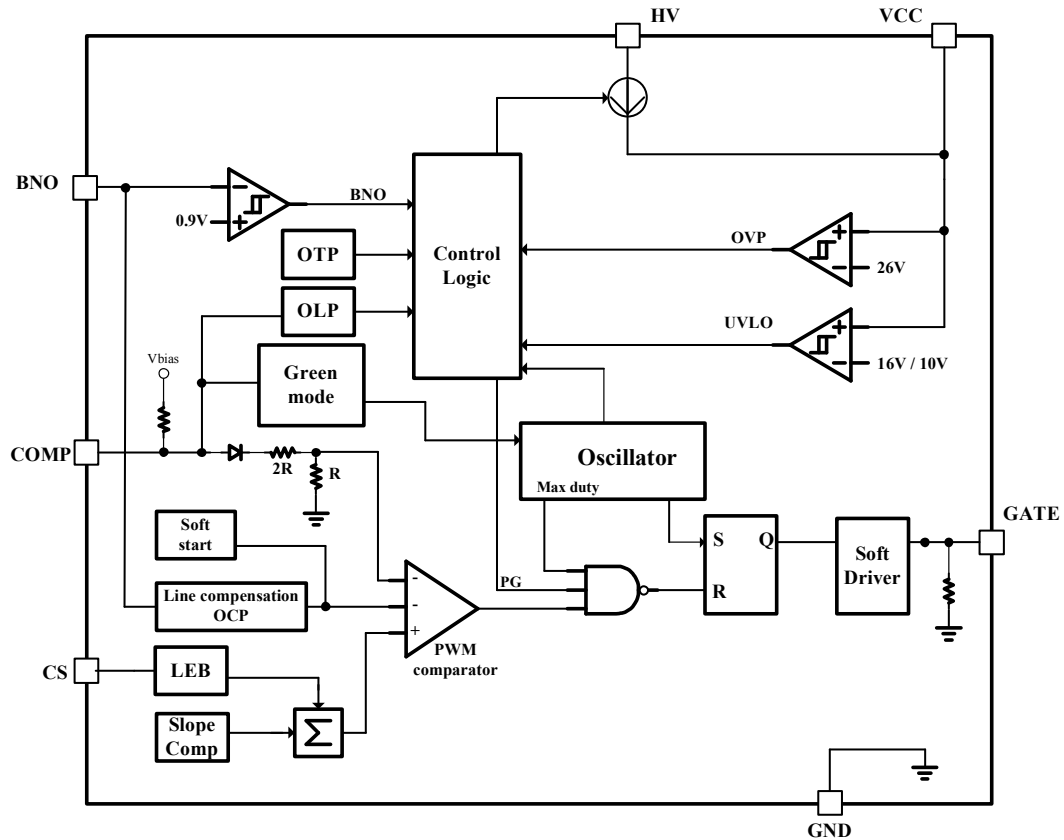 HV
VCC
BNO
0.9V
BNO
OTP
OLP
Control
Logic
OVP
26V
UVLO
16V / 10V
Vbias
Green
mode
COMP
2R
R
Oscillator
Max duty
Soft
start
Line compensation
OCP
-
-
+
PWM
comparator
PG
S
Q
R
Soft
Driver
GATE
CS
LEB
Slope
Comp
Σ
GND